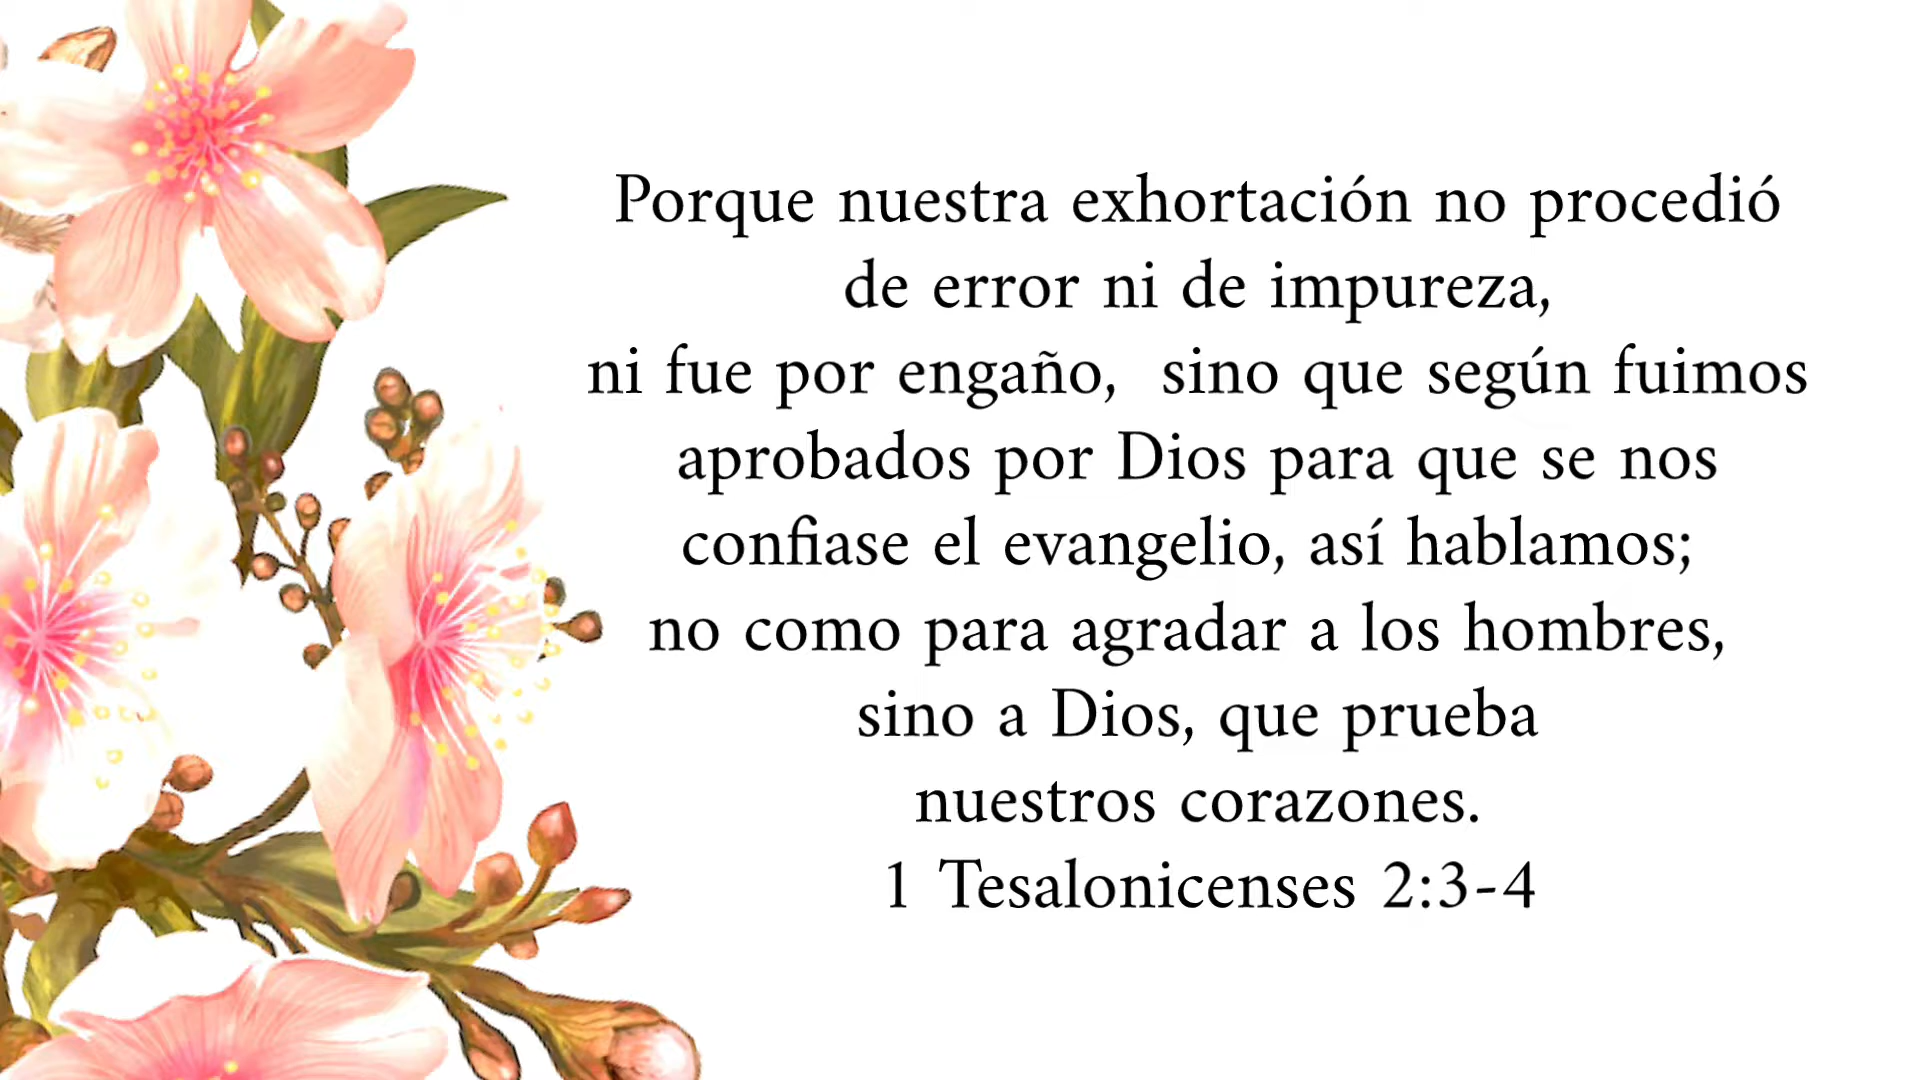 Porque nuestra exhortación no procedió
de error ni de impureza,
ni fue por engaño,  sino que según fuimos
aprobados por Dios para que se nos
confiase el evangelio, así hablamos;
no como para agradar a los hombres,
sino a Dios, que prueba
nuestros corazones.
1 Tesalonicenses 2:3-4